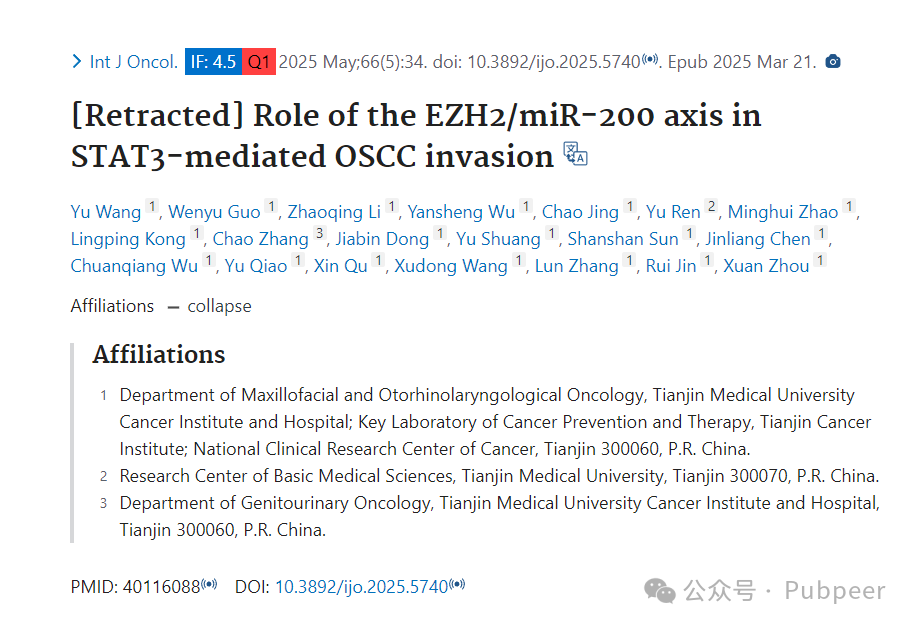 Int J Oncol. IF: 4.5 Q1 2025 May;66(5):34. doi: 10.3892/ijo.2025.5740. Epub 2025 Mar 21.
[Retracted] Role of the EZH2/miR-200 axis in
STAT3-mediated OSCC invasion
Yu Wang 1, Wenyu Guo 1, Zhaoqing Li 1, Yansheng Wu 1, Chao Jing 1, Yu Ren 2, Minghui Zhao 1,
Lingping Kong 1, Chao Zhang 3, Jiabin Dong 1, Yu Shuang 1, Shanshan Sun 1, Jinliang Chen 1,
Chuanqiang Wu 1, Yu Qiao 1, Xin Qu 1, Xudong Wang 1, Lun Zhang 1, Rui Jin 1, Xuan Zhou 1
Affiliations – collapse
Affiliations
1 Department of Maxillofacial and Otorhinolaryngological Oncology, Tianjin Medical University
Cancer Institute and Hospital; Key Laboratory of Cancer Prevention and Therapy, Tianjin Cancer
Institute; National Clinical Research Center of Cancer, Tianjin 300060, P.R. China.
2 Research Center of Basic Medical Sciences, Tianjin Medical University, Tianjin 300070, P.R. China.
3 Department of Genitourinary Oncology, Tianjin Medical University Cancer Institute and Hospital,
Tianjin 300060, P.R. China.
PMID: 40116088 DOI: 10.3892/ijo.2025.5740
公众号 · Pubpeer